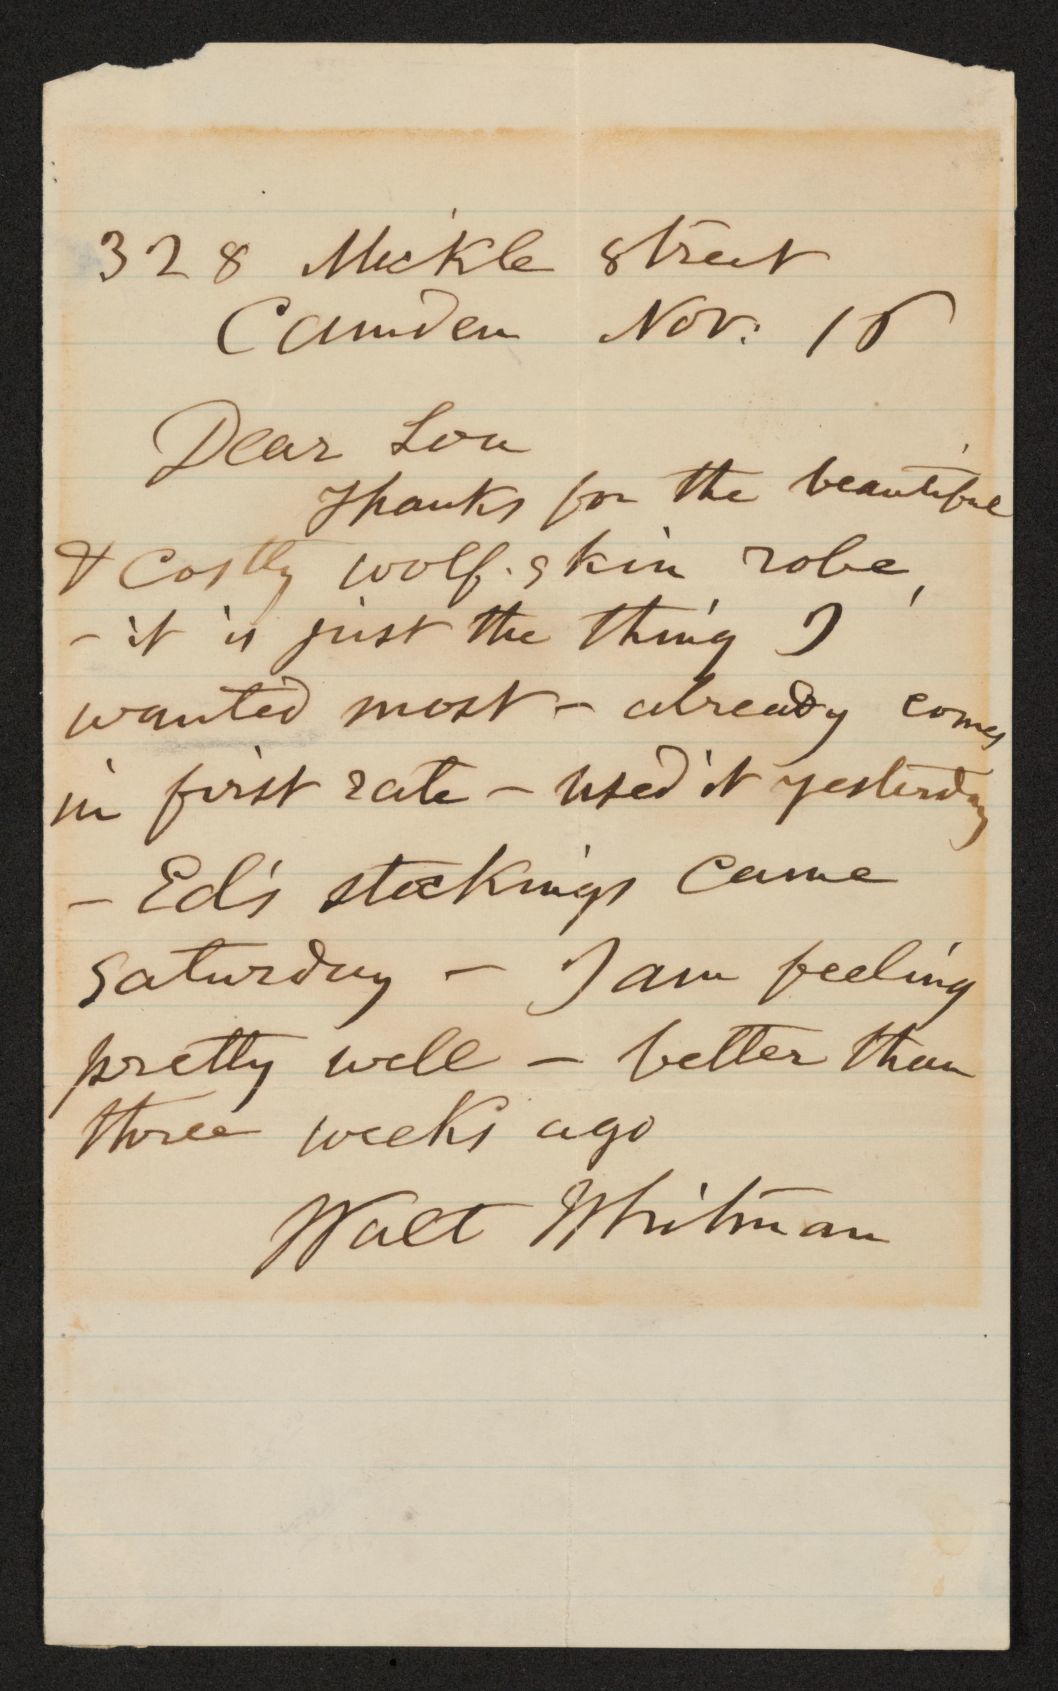 328 Mickle street
Camden Nov:
Dear Lou
Thanks for the beautiful
& costly wolf-skin robe,
- it is just the thing I
wanted most - already comes
in first rate - used it yesterday
- Ed's stockings came
Saturday - I am feeling
pretty well - better than
three weeks ago
Walt Whitman